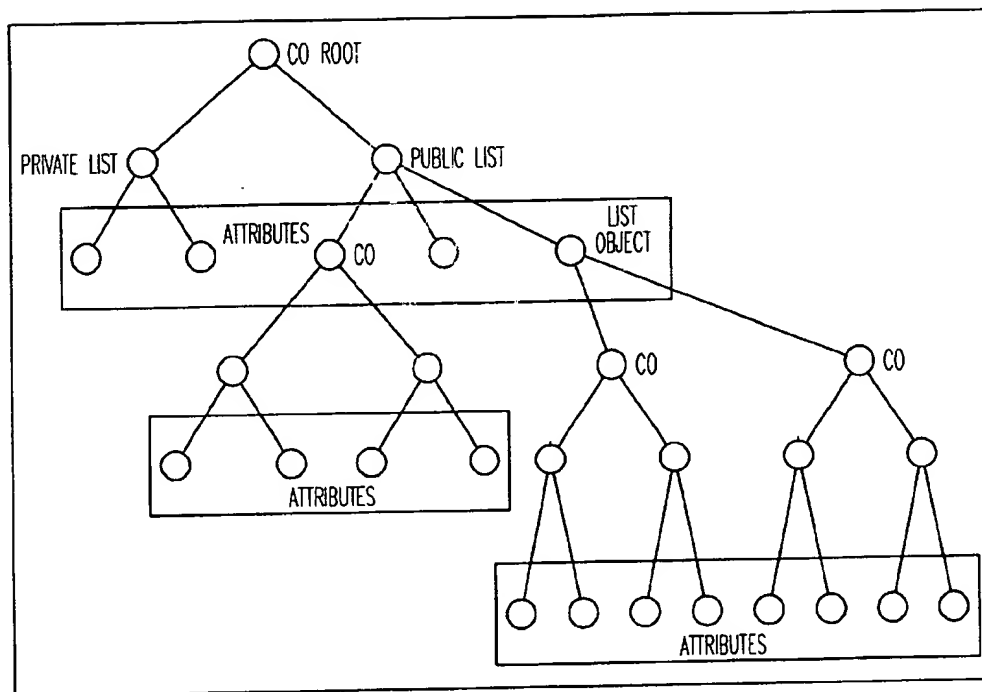 CO ROOT
PRIVATE LIST
PUBLIC LIST
ATTRIBUTES
LIST
OBJECT
CO
CO
CO
ATTRIBUTES
ATTRIBUTES